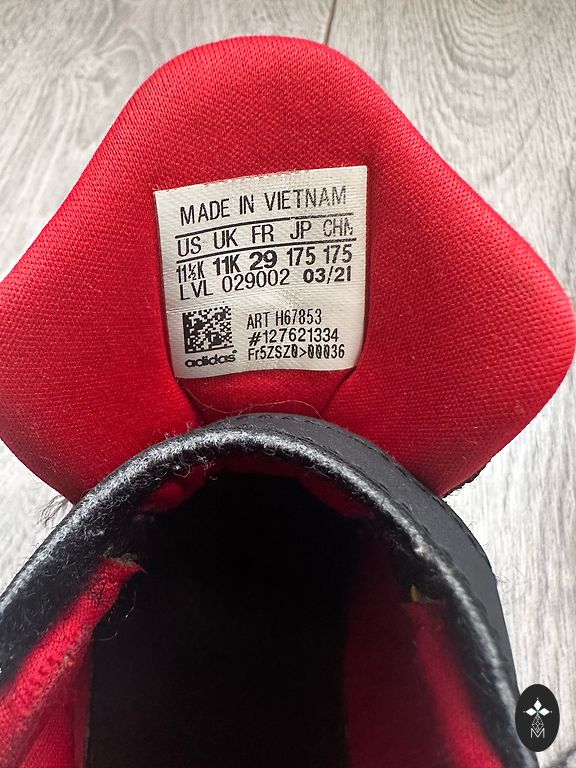 MADE IN VIETNAM
US UK FR JP CHN
11½K 11K 29 175 175
LVL 029002 03/21
ART H67853
#127621334
adidas® Fr5ZSZ0>00036
M